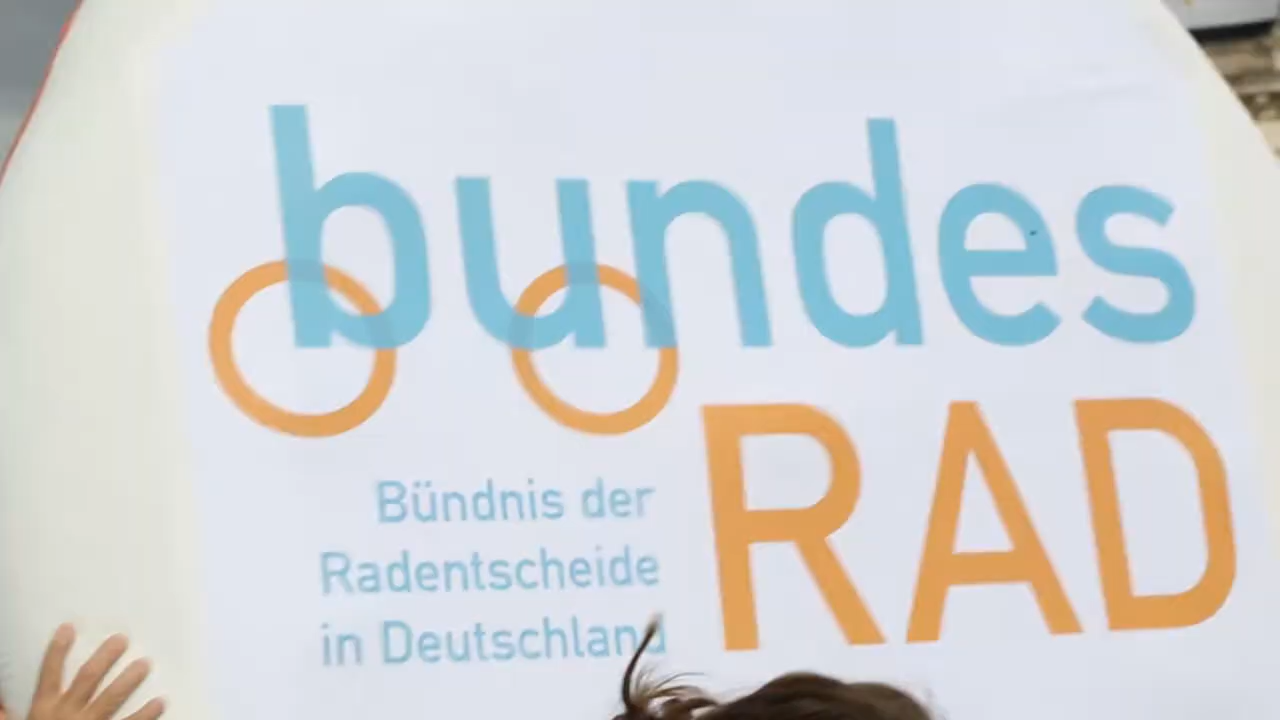 bundes
RAD
Bündnis der
Radentscheide
in Deutschland